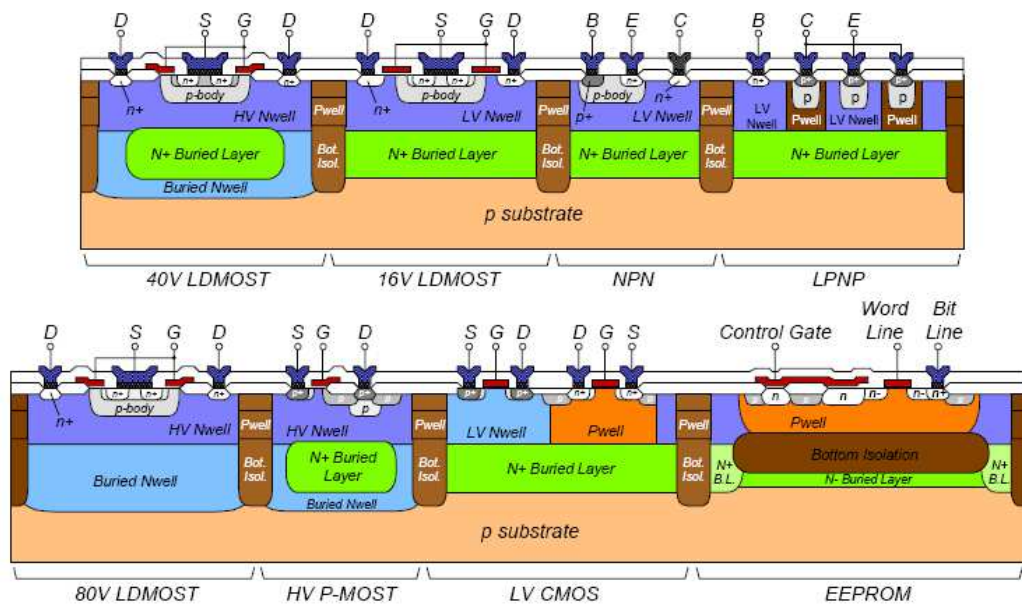 D S G D D S G D B E C B C E
n+ n+ n+ n+ n+ n+ n+ n+ n+ p+ p+ p+
p-body p-body p-body p p p
n+ HV Nwell Pwell n+ LV Nwell Pwell p+ n+ LV Nwell Pwell LV Nwell Pwell LV Nwell Pwell
N+ Buried Layer Bot. Isol. N+ Buried Layer Bot. Isol. N+ Buried Layer Bot. Isol. N+ Buried Layer
Buried Nwell
p substrate
40V LDMOST 16V LDMOST NPN LPNP
D S G D S G D S G D D G S Control Gate Word Line Bit Line
n+ n+ n+ p+ p+ p+ p+ n+ n+ n n n- n- n+
p-body p
n+ HV Nwell Pwell HV Nwell Pwell LV Nwell Pwell Pwell Pwell
Buried Nwell Bot. Isol. N+ Buried Layer Bot. Isol. N+ Buried Layer Bot. Isol. N+ B.L. Bottom Isolation N+ B.L.
Buried Nwell N- Buried Layer
p substrate
80V LDMOST HV P-MOST LV CMOS EEPROM